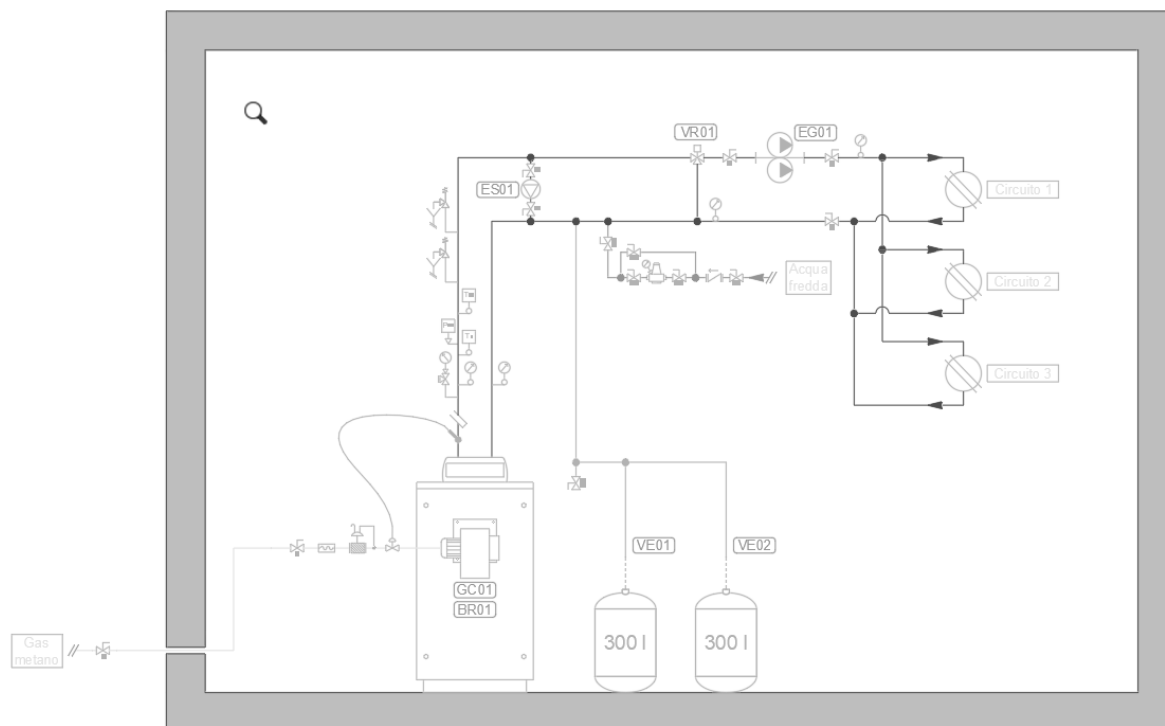 VR01
EG01
ES01
Circuito 1
Acqua
fredda
Circuito 2
Circuito 3
VE01
VE02
GC01
BR01
Gas
metano
300 l
300 l